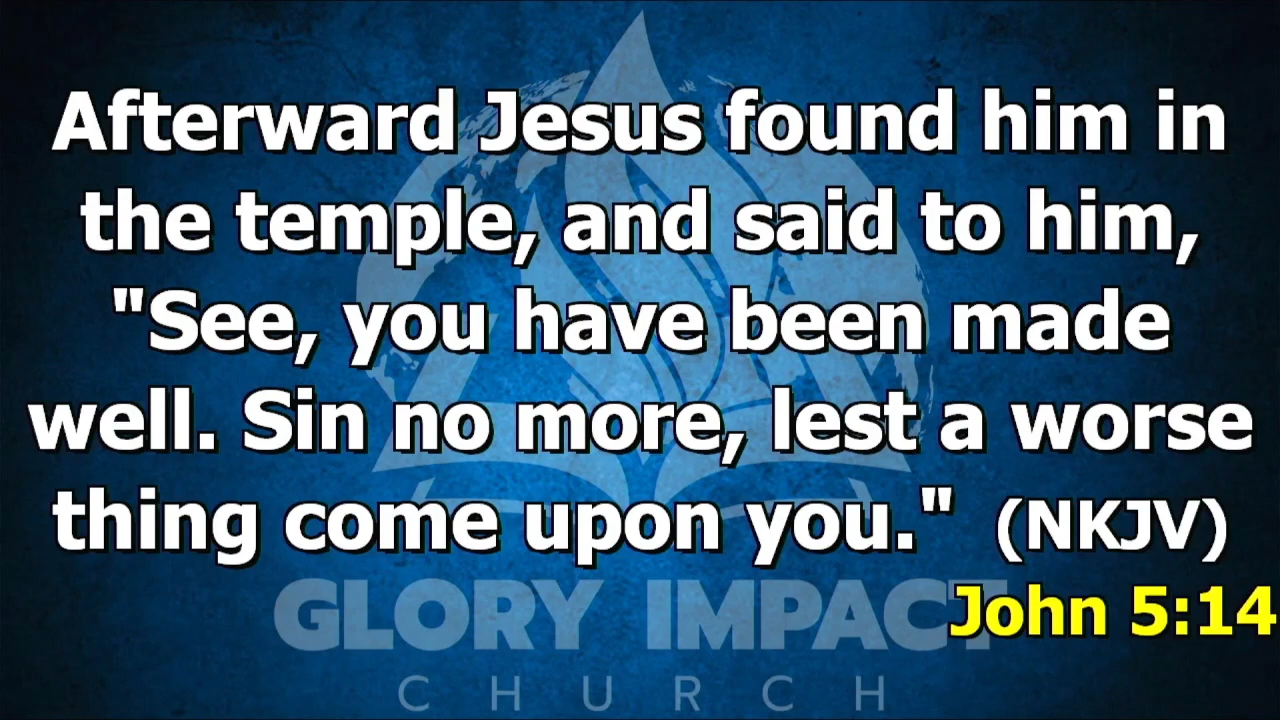 Afterward Jesus found him in
the temple, and said to him,
"See, you have been made
well. Sin no more, lest a worse
thing come upon you." (NKJV)
John 5:14
GLORY IMPACT
CHURCH